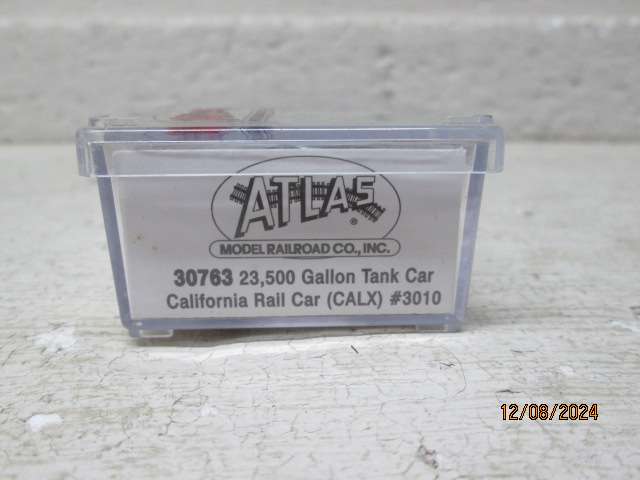 ATLAS®
MODEL RAILROAD CO., INC.
30763 23,500 Gallon Tank Car
California Rail Car (CALX) #3010
12/08/2024